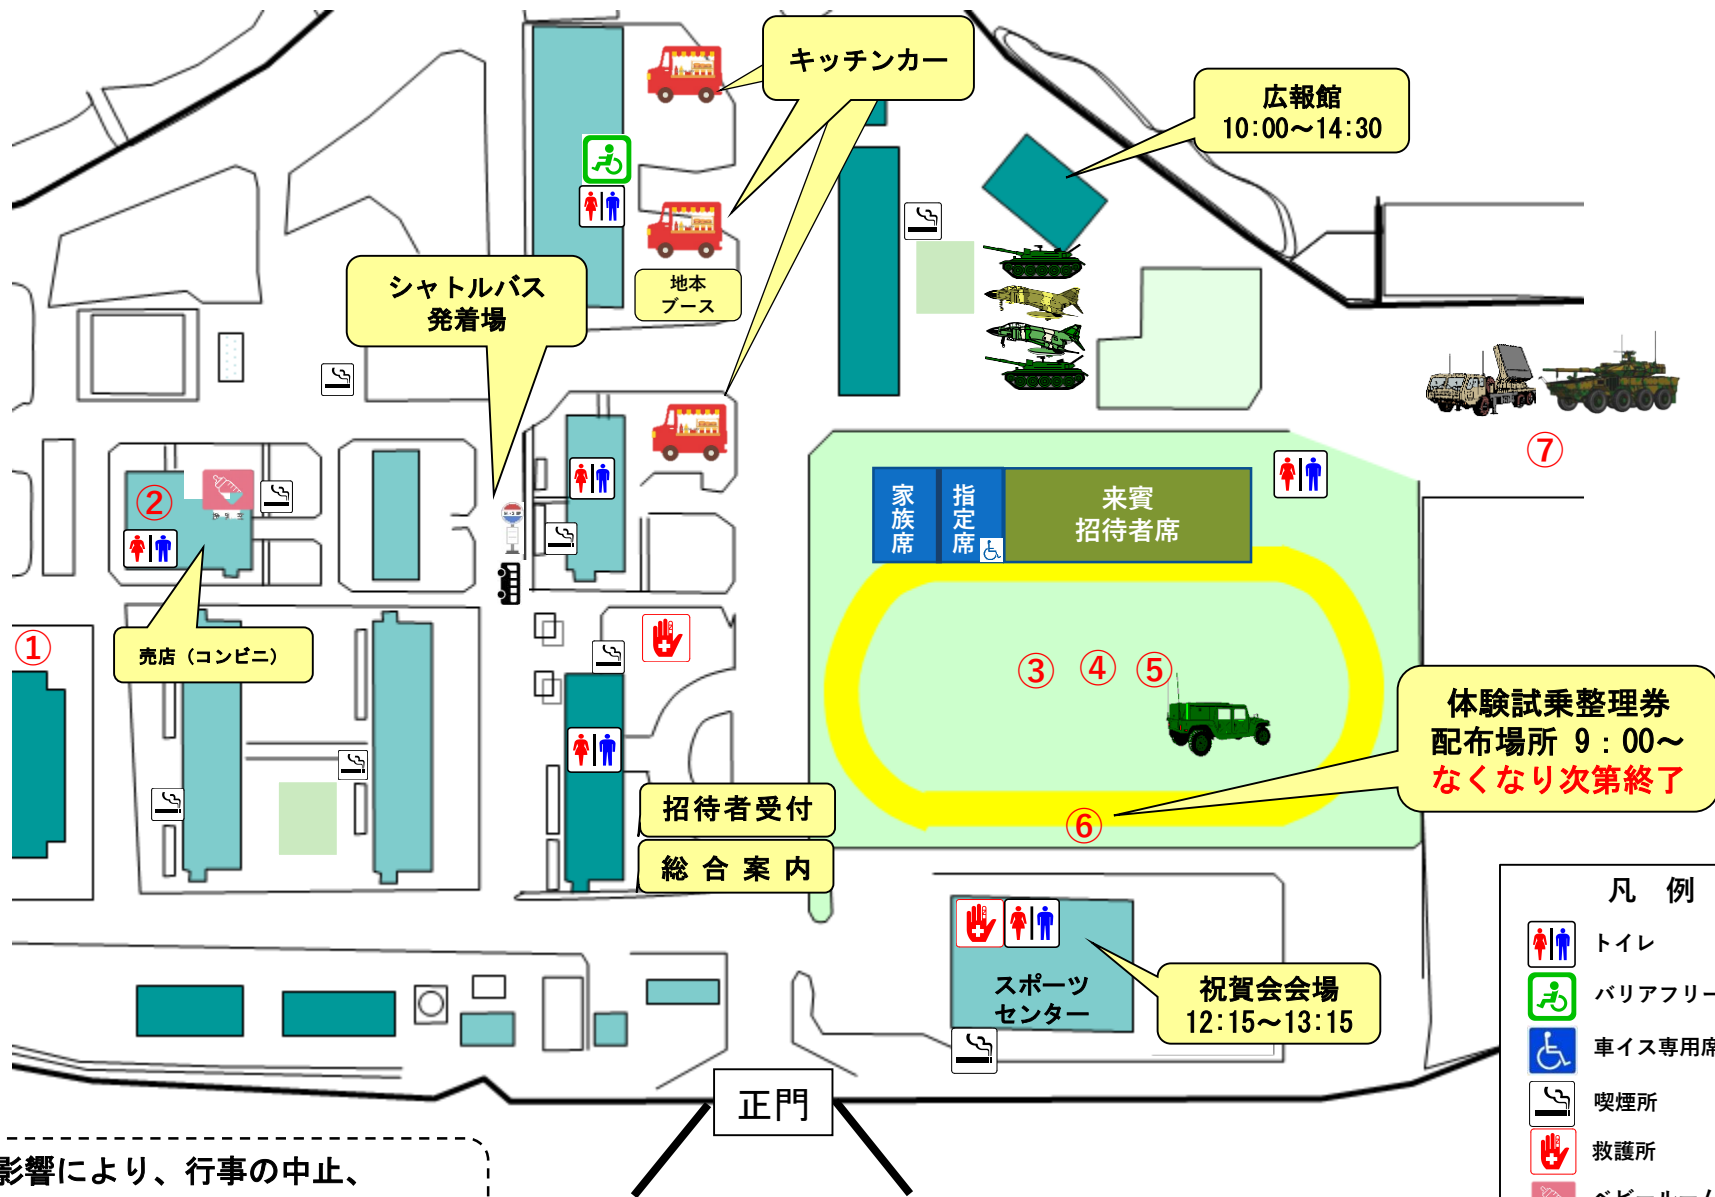 キッチンカー
広報館
10:00～14:30
シャトルバス
発着場
地本
ブース
⑦
②
家族席
指定席
来賓
招待者席
売店（コンビニ）
①
③
④
⑤
体験試乗整理券
配布場所 9：00～
なくなり次第終了
招待者受付
⑥
総合案内
スポーツ
センター
祝賀会会場
12:15～13:15
正門
凡 例
トイレ
バリアフリー
車イス専用席
喫煙所
救護所
影響により、行事の中止、